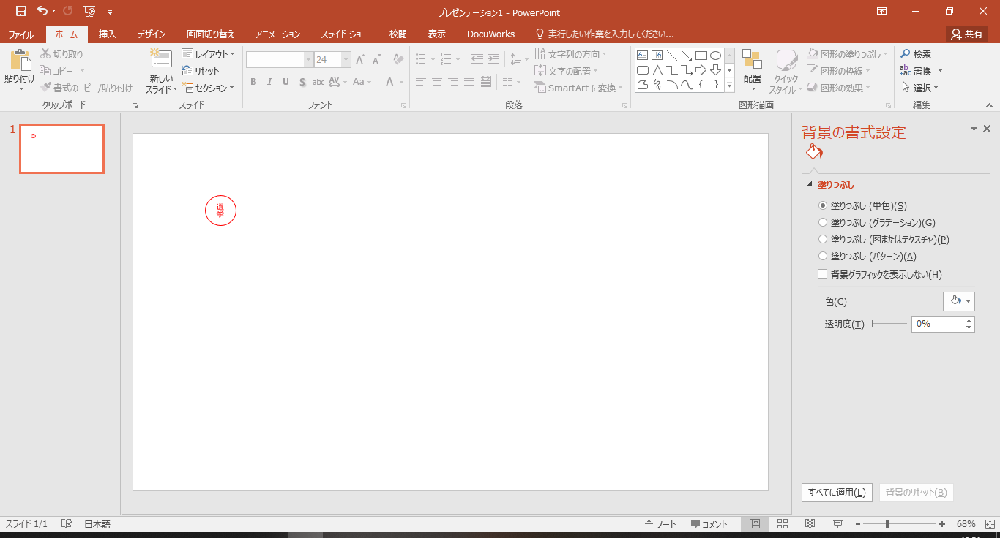 プレゼンテーション1 - PowerPoint
ファイル ホーム 挿入 デザイン 画面切り替え アニメーション スライド ショー 校閲 表示 DocuWorks 実行したい作業を入力してください... 共有
貼り付け
切り取り
コピー
書式のコピー/貼り付け
クリップボード
新しい
スライド
レイアウト
リセット
セクション
スライド
24
B I U S abc AV Aa A
フォント
文字列の方向
文字の配置
SmartArt に変換
段落
配置
クイック
スタイル
図形の塗りつぶし
図形の枠線
図形の効果
図形描画
検索
置換
選択
編集
1
選
挙
背景の書式設定
塗りつぶし
塗りつぶし (単色)(S)
塗りつぶし (グラデーション)(G)
塗りつぶし (図またはテクスチャ)(P)
塗りつぶし (パターン)(A)
背景グラフィックを表示しない(H)
色(C)
透明度(T) 0%
すべてに適用(L) 背景のリセット(B)
スライド 1/1 日本語 ノート コメント 68%